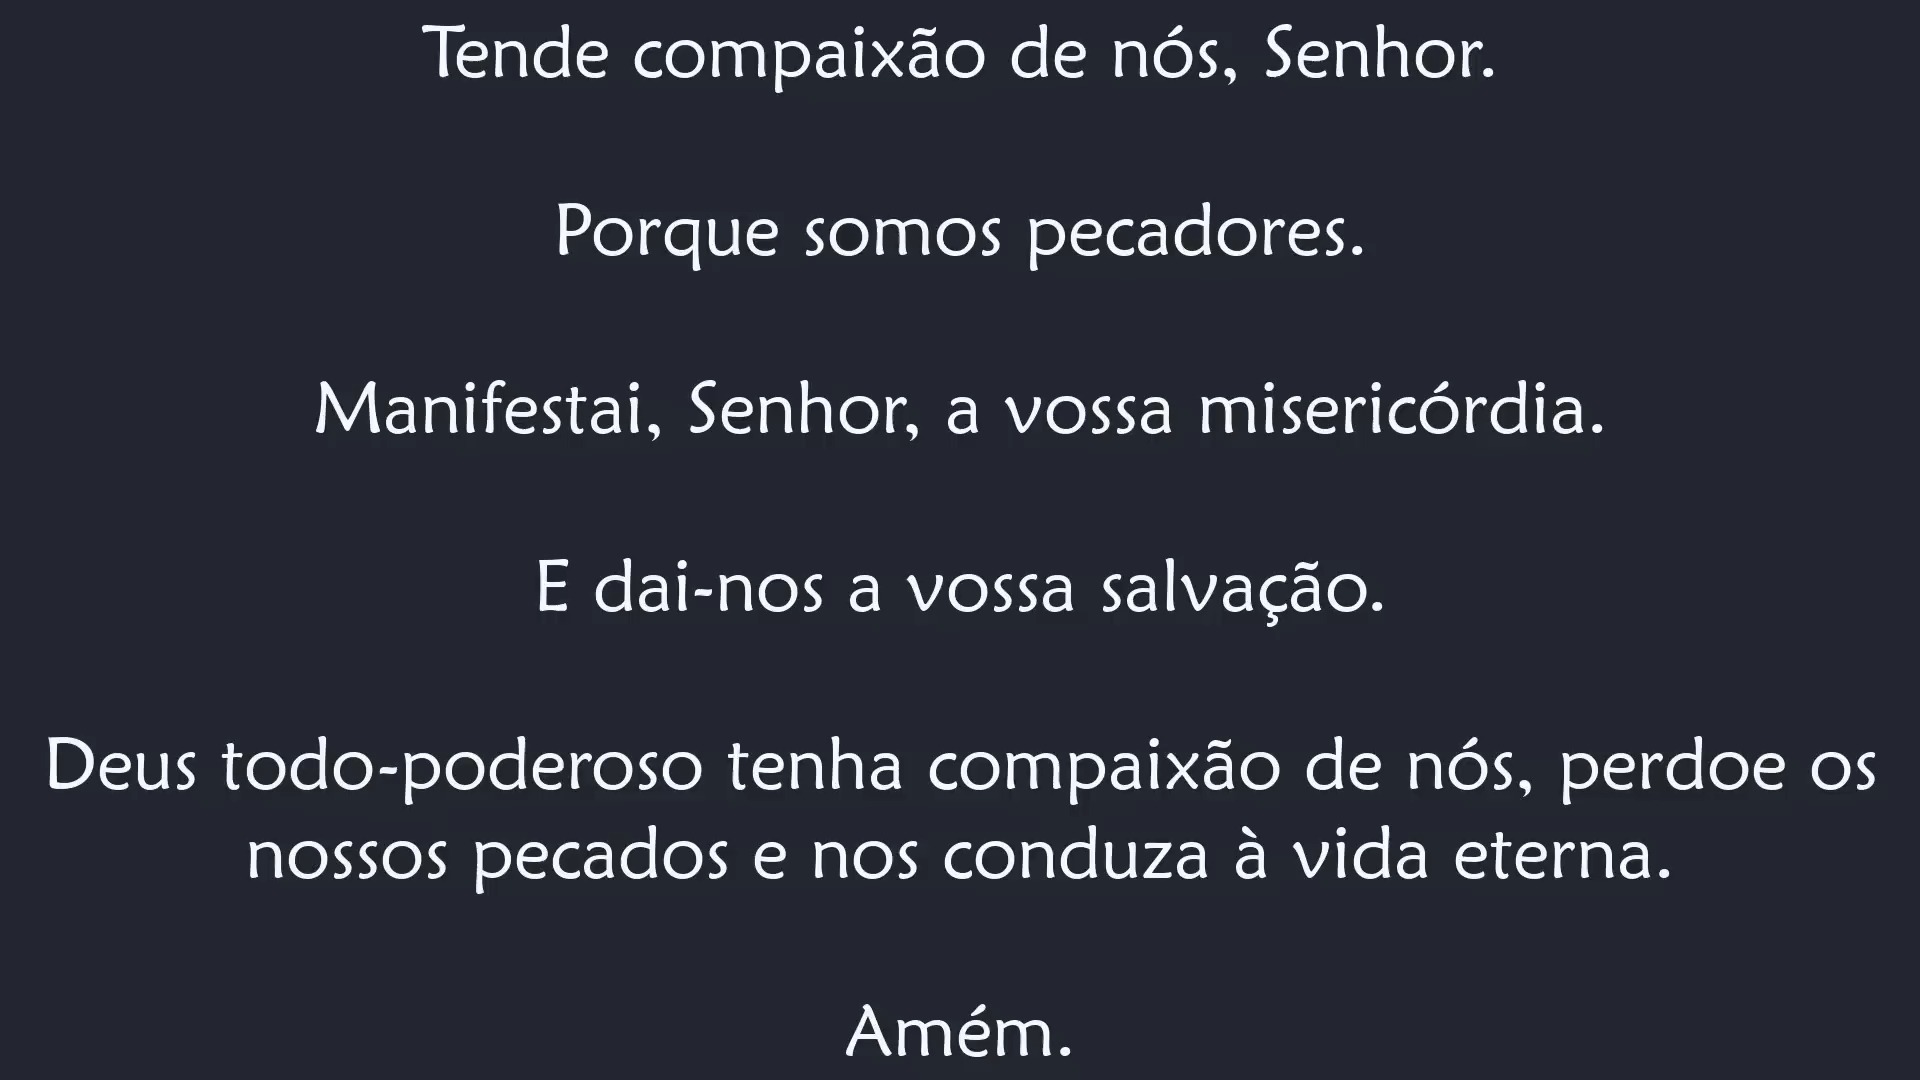 Tende compaixão de nós, Senhor.
Porque somos pecadores.
Manifestai, Senhor, a vossa misericórdia.
E dai-nos a vossa salvação.
Deus todo-poderoso tenha compaixão de nós, perdoe os
nossos pecados e nos conduza à vida eterna.
Amém.